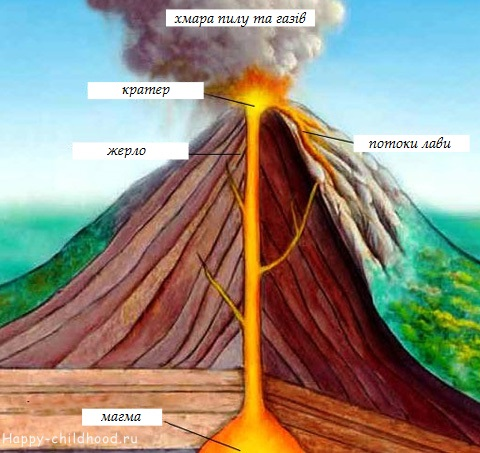 хмара пилу та газів
кратер
потоки лави
жерло
магма
Happy-childhood.ru